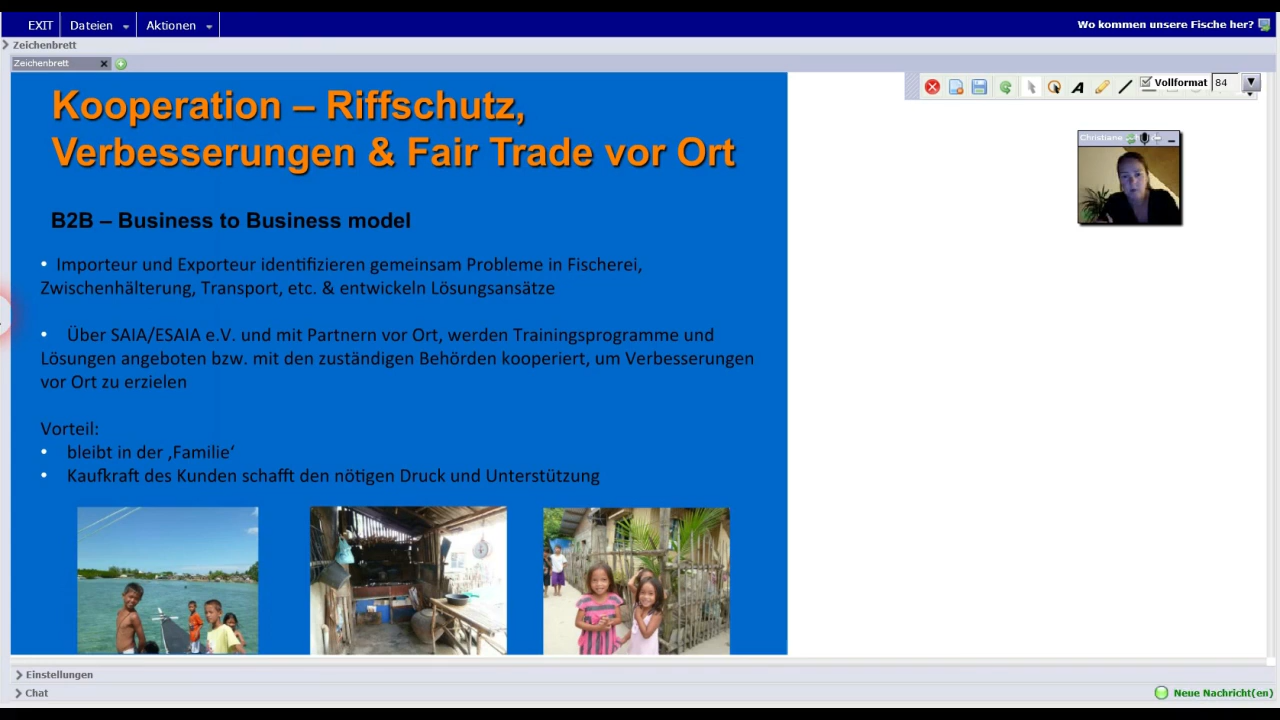 EXIT Dateien Aktionen Wo kommen unsere Fische her?
Zeichenbrett
Zeichenbrett
Vollformat 84
Christiane
Kooperation – Riffschutz,
Verbesserungen & Fair Trade vor Ort
B2B – Business to Business model
• Importeur und Exporteur identifizieren gemeinsam Probleme in Fischerei,
Zwischenhälterung, Transport, etc. & entwickeln Lösungsansätze
• Über SAIA/ESAIA e.V. und mit Partnern vor Ort, werden Trainingsprogramme und
Lösungen angeboten bzw. mit den zuständigen Behörden kooperiert, um Verbesserungen
vor Ort zu erzielen
Vorteil:
• bleibt in der ‚Familie‘
• Kaufkraft des Kunden schafft den nötigen Druck und Unterstützung
Einstellungen
Chat Neue Nachricht(en)